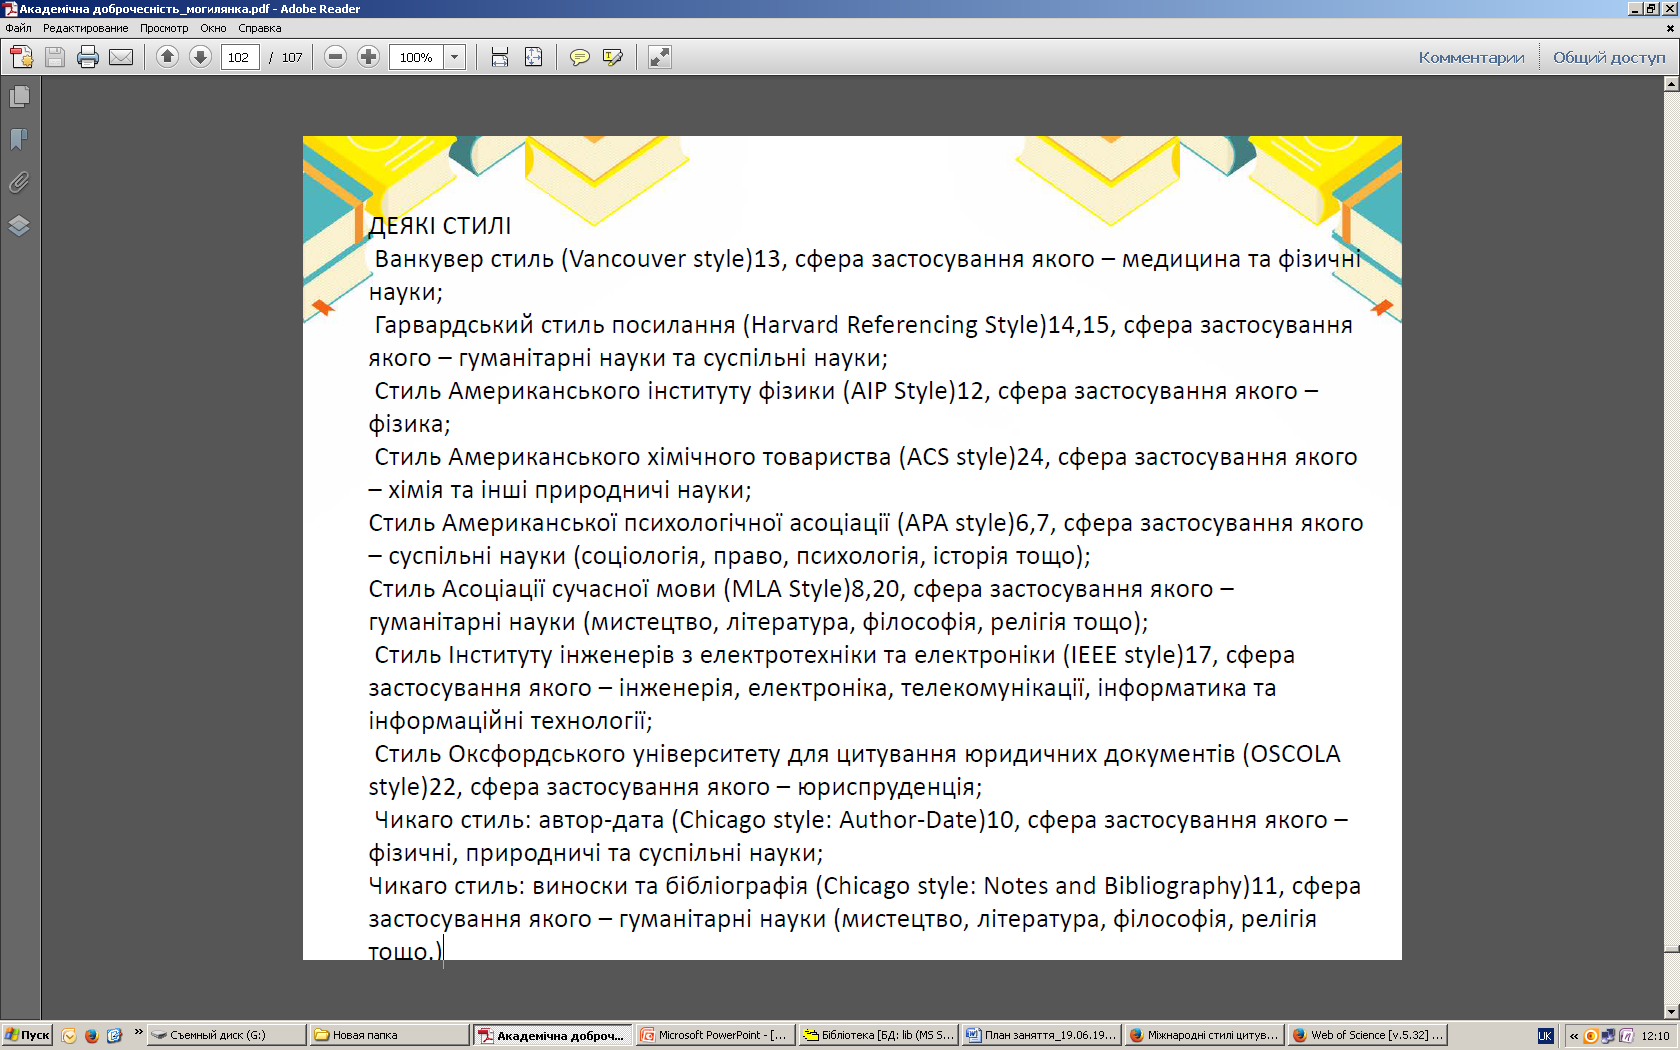 Академічна доброчесність_могилянка.pdf - Adobe Reader
Файл Редактирование Просмотр Окно Справка
102 / 107 100% Комментарии Общий доступ
ДЕЯКІ СТИЛІ
Ванкувер стиль (Vancouver style)13, сфера застосування якого – медицина та фізичні
науки;
Гарвардський стиль посилання (Harvard Referencing Style)14,15, сфера застосування
якого – гуманітарні науки та суспільні науки;
Стиль Американського інституту фізики (AIP Style)12, сфера застосування якого –
фізика;
Стиль Американського хімічного товариства (ACS style)24, сфера застосування якого
– хімія та інші природничі науки;
Стиль Американської психологічної асоціації (APA style)6,7, сфера застосування якого
– суспільні науки (соціологія, право, психологія, історія тощо);
Стиль Асоціації сучасної мови (MLA Style)8,20, сфера застосування якого –
гуманітарні науки (мистецтво, література, філософія, релігія тощо);
Стиль Інституту інженерів з електротехніки та електроніки (IEEE style)17, сфера
застосування якого – інженерія, електроніка, телекомунікації, інформатика та
інформаційні технології;
Стиль Оксфордського університету для цитування юридичних документів (OSCOLA
style)22, сфера застосування якого – юриспруденція;
Чикаго стиль: автор-дата (Chicago style: Author-Date)10, сфера застосування якого –
фізичні, природничі та суспільні науки;
Чикаго стиль: виноски та бібліографія (Chicago style: Notes and Bibliography)11, сфера
застосування якого – гуманітарні науки (мистецтво, література, філософія, релігія
тощо.)
Пуск » Съемный диск (G:) Новая папка Академічна доброч... Microsoft PowerPoint - [... Бібліотека [БД: lib (MS S... План заняття_19.06.19... Міжнародні стилі цитув... Web of Science [v.5.32] ... UK « 12:10